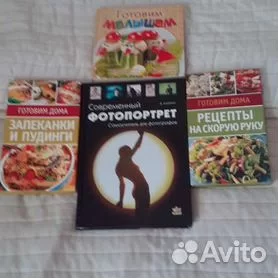 Готовим
малышам
ГОТОВИМ ДОМА
ЗАПЕКАНКИ
И ПУДИНГИ
Современный
ФОТОПОРТРЕТ
ГОТОВИМ ДОМА
РЕЦЕПТЫ
НА СКОРУЮ РУКУ
Avito